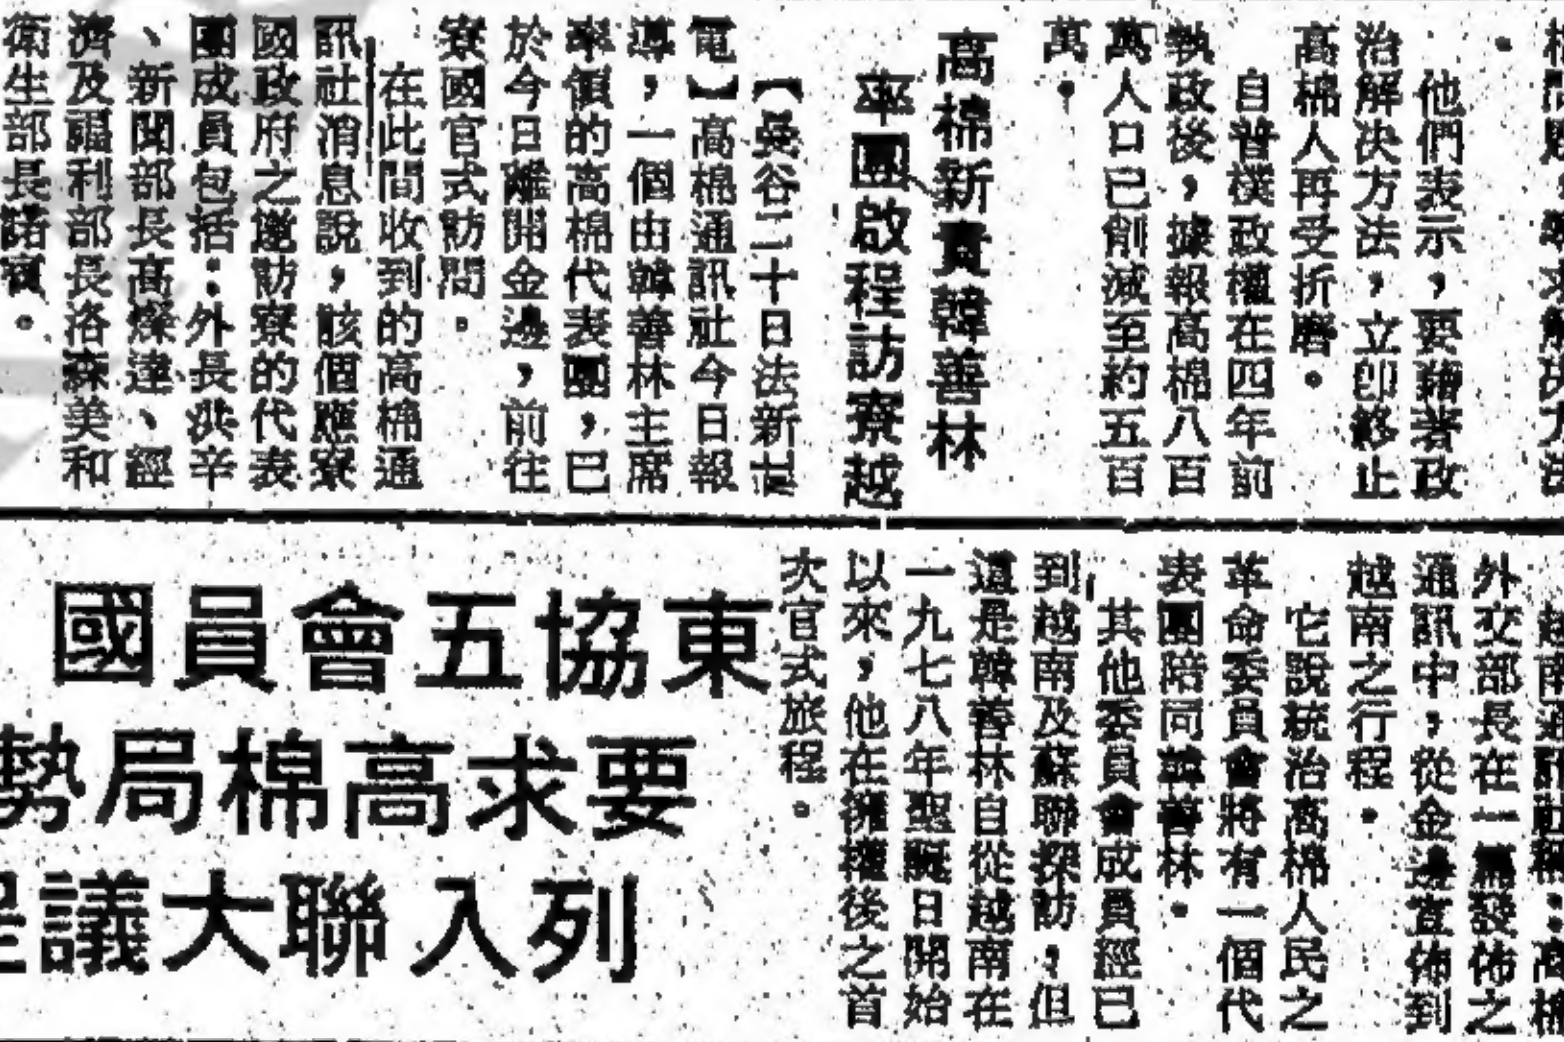 他們表示，要藉著政
治解决方法，立卽終止
高棉人再受折磨。
自普撲政權在四年前
執政後，據報高棉八百
萬人口已削減至約五百
萬。
高棉新貴韓善林
率團啟程訪寮越
【曼谷二十日法新世
電】高棉通訊社今日報
導，一個由韓善林主席
率領的高棉代表團，已
於今日離開金邊，前往
寮國官式訪問。
在此間收到的高棉通
訊社消息說，該個應寮
國政府之邀訪寮的代表
團成員包括：外長洪辛
、新聞部長高燦達、經
濟及福利部長洛森美和
衛生部長諾賓。
外交部長在一篇發佈之
通訊中，從金邊宣佈到
越南之行程。
它說統治高棉人民之
革命委員會將有一個代
表團陪同韓善林。
其他委員會成員經已
到越南及蘇聯探訪，但
這是韓善林自從越南在
一九七八年聖誕日開始
以來，他在擁權後之首
次官式旅程。
東協五會員國
要求高棉局勢
列入聯大議